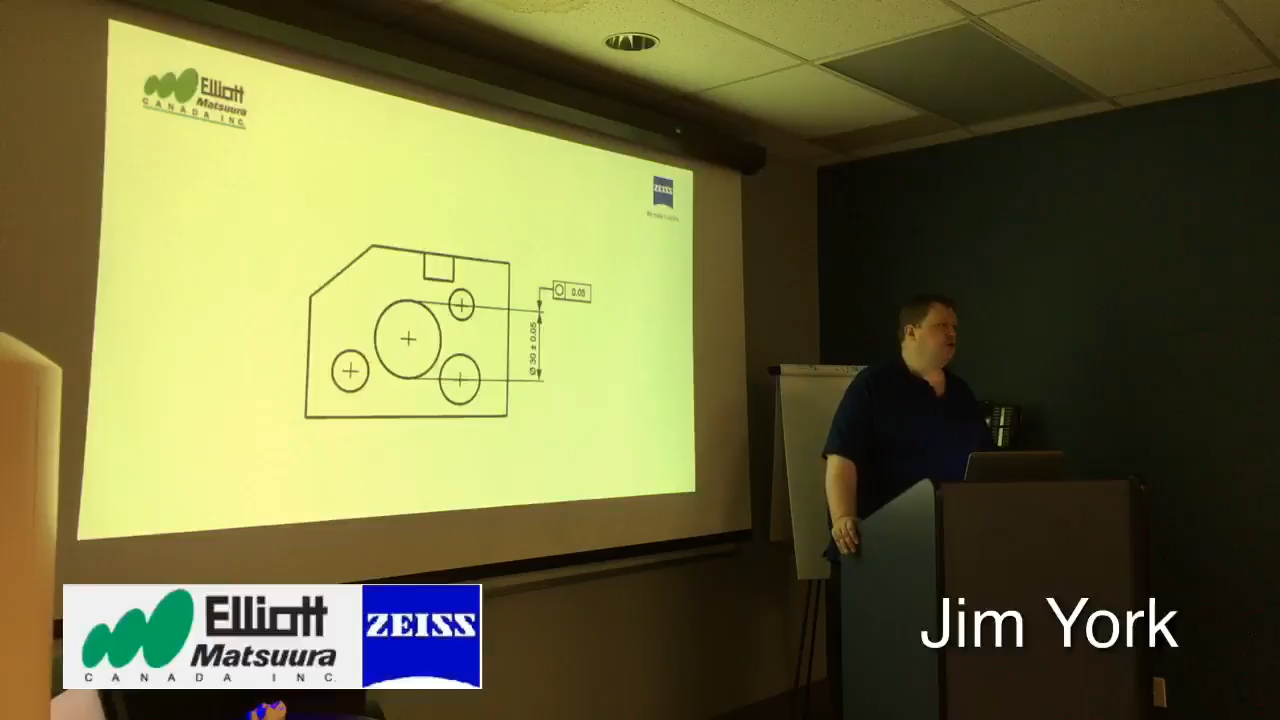 Elliott
Matsuura
CANADA INC.
ZEISS
0.05
Ø 30 ± 0.05
Elliott
Matsuura
CANADA INC.
ZEISS
Jim York